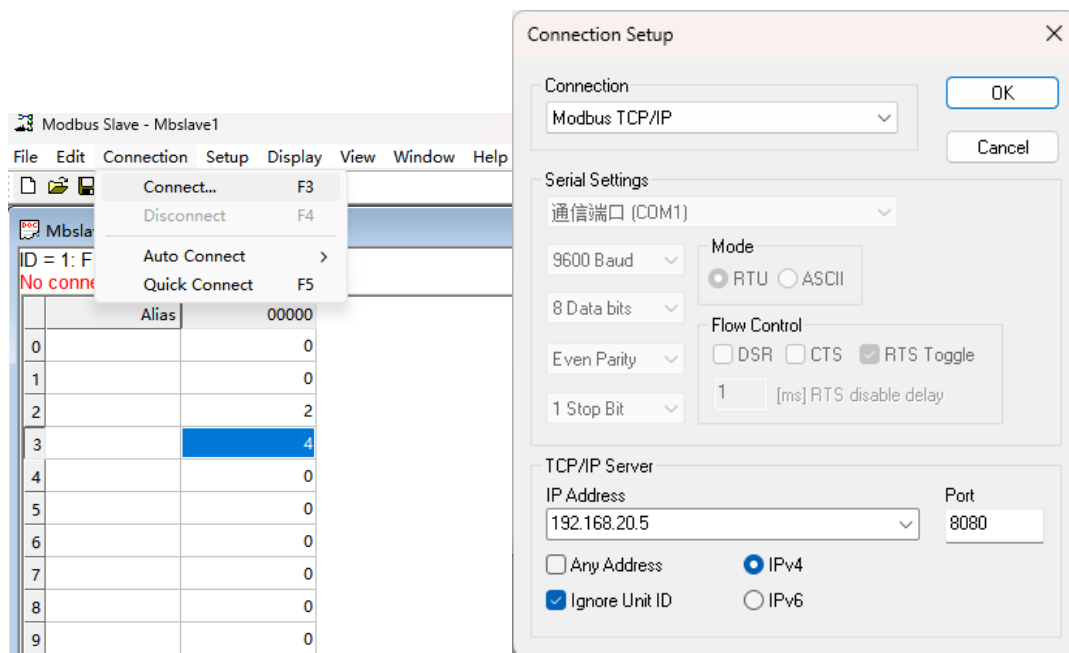 Modbus Slave - Mbslave1
File Edit Connection Setup Display View Window Help
Connect... F3
Disconnect F4
Auto Connect
Quick Connect F5
Mbsla
ID = 1: F
No conne
Alias 00000
0 0
1 0
2 2
3 4
4 0
5 0
6 0
7 0
8 0
9 0
Connection Setup
Connection
Modbus TCP/IP
OK
Cancel
Serial Settings
通信端口 (COM1)
9600 Baud
8 Data bits
Even Parity
1 Stop Bit
Mode
RTU ASCII
Flow Control
DSR CTS RTS Toggle
1 [ms] RTS disable delay
TCP/IP Server
IP Address Port
192.168.20.5 8080
Any Address IPv4
Ignore Unit ID IPv6